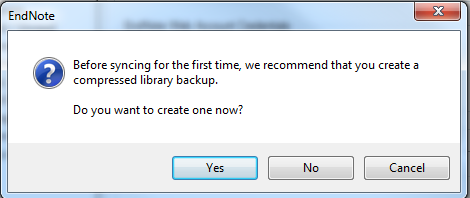 EndNote
Before syncing for the first time, we recommend that you create a
compressed library backup.
Do you want to create one now?
Yes No Cancel